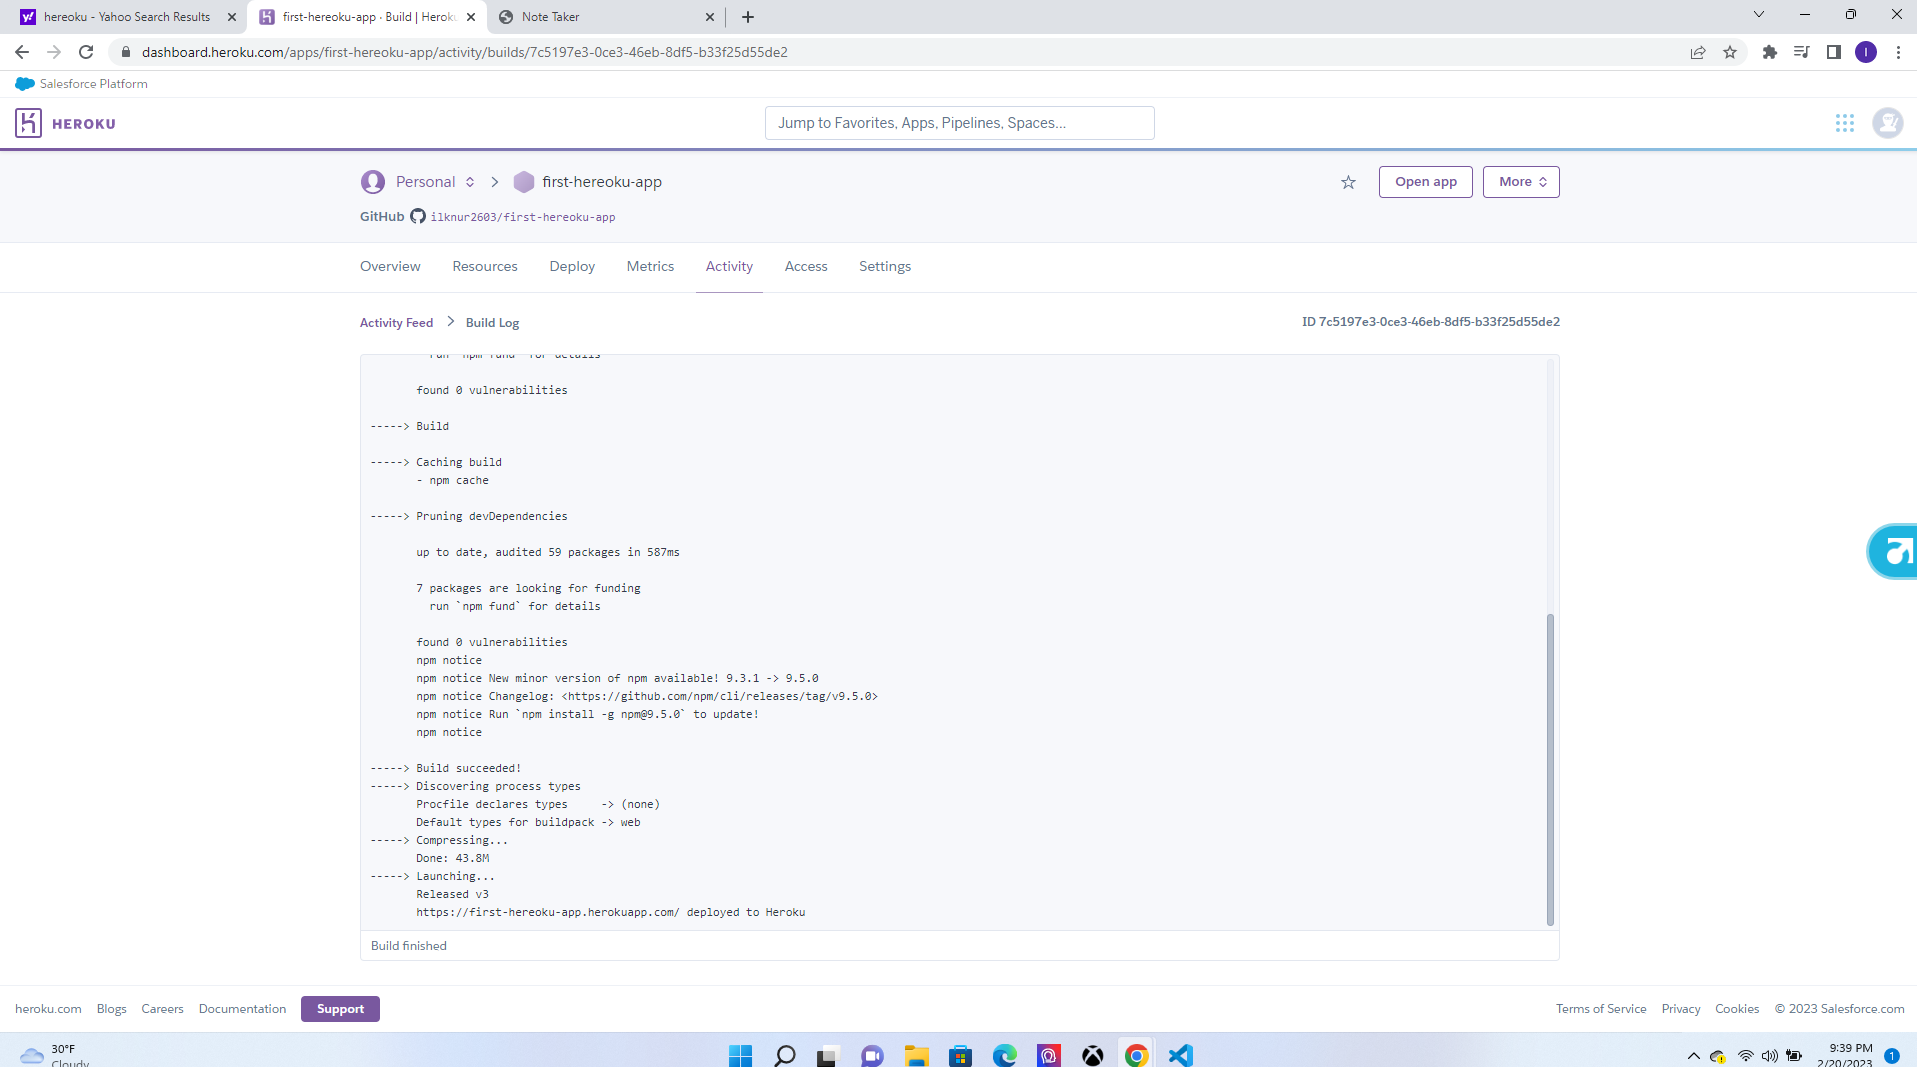 hereoku - Yahoo Search Results
first-hereoku-app · Build | Heroku
Note Taker
dashboard.heroku.com/apps/first-hereoku-app/activity/builds/7c5197e3-0ce3-46eb-8df5-b33f25d55de2
I
Salesforce Platform
HEROKU
Jump to Favorites, Apps, Pipelines, Spaces...
Personal
first-hereoku-app
Open app
More
GitHub ilknur2603/first-hereoku-app
Overview Resources Deploy Metrics Activity Access Settings
Activity Feed Build Log
ID 7c5197e3-0ce3-46eb-8df5-b33f25d55de2
run `npm fund` for details
found 0 vulnerabilities
-----> Build
-----> Caching build
- npm cache
-----> Pruning devDependencies
up to date, audited 59 packages in 587ms
7 packages are looking for funding
run `npm fund` for details
found 0 vulnerabilities
npm notice
npm notice New minor version of npm available! 9.3.1 -> 9.5.0
npm notice Changelog: <https://github.com/npm/cli/releases/tag/v9.5.0>
npm notice Run `npm install -g npm@9.5.0` to update!
npm notice
-----> Build succeeded!
-----> Discovering process types
Procfile declares types     -> (none)
Default types for buildpack -> web
-----> Compressing...
Done: 43.8M
-----> Launching...
Released v3
https://first-hereoku-app.herokuapp.com/ deployed to Heroku
Build finished
heroku.com Blogs Careers Documentation Support
Terms of Service Privacy Cookies © 2023 Salesforce.com
30°F
Cloudy
9:39 PM
2/20/2023
1